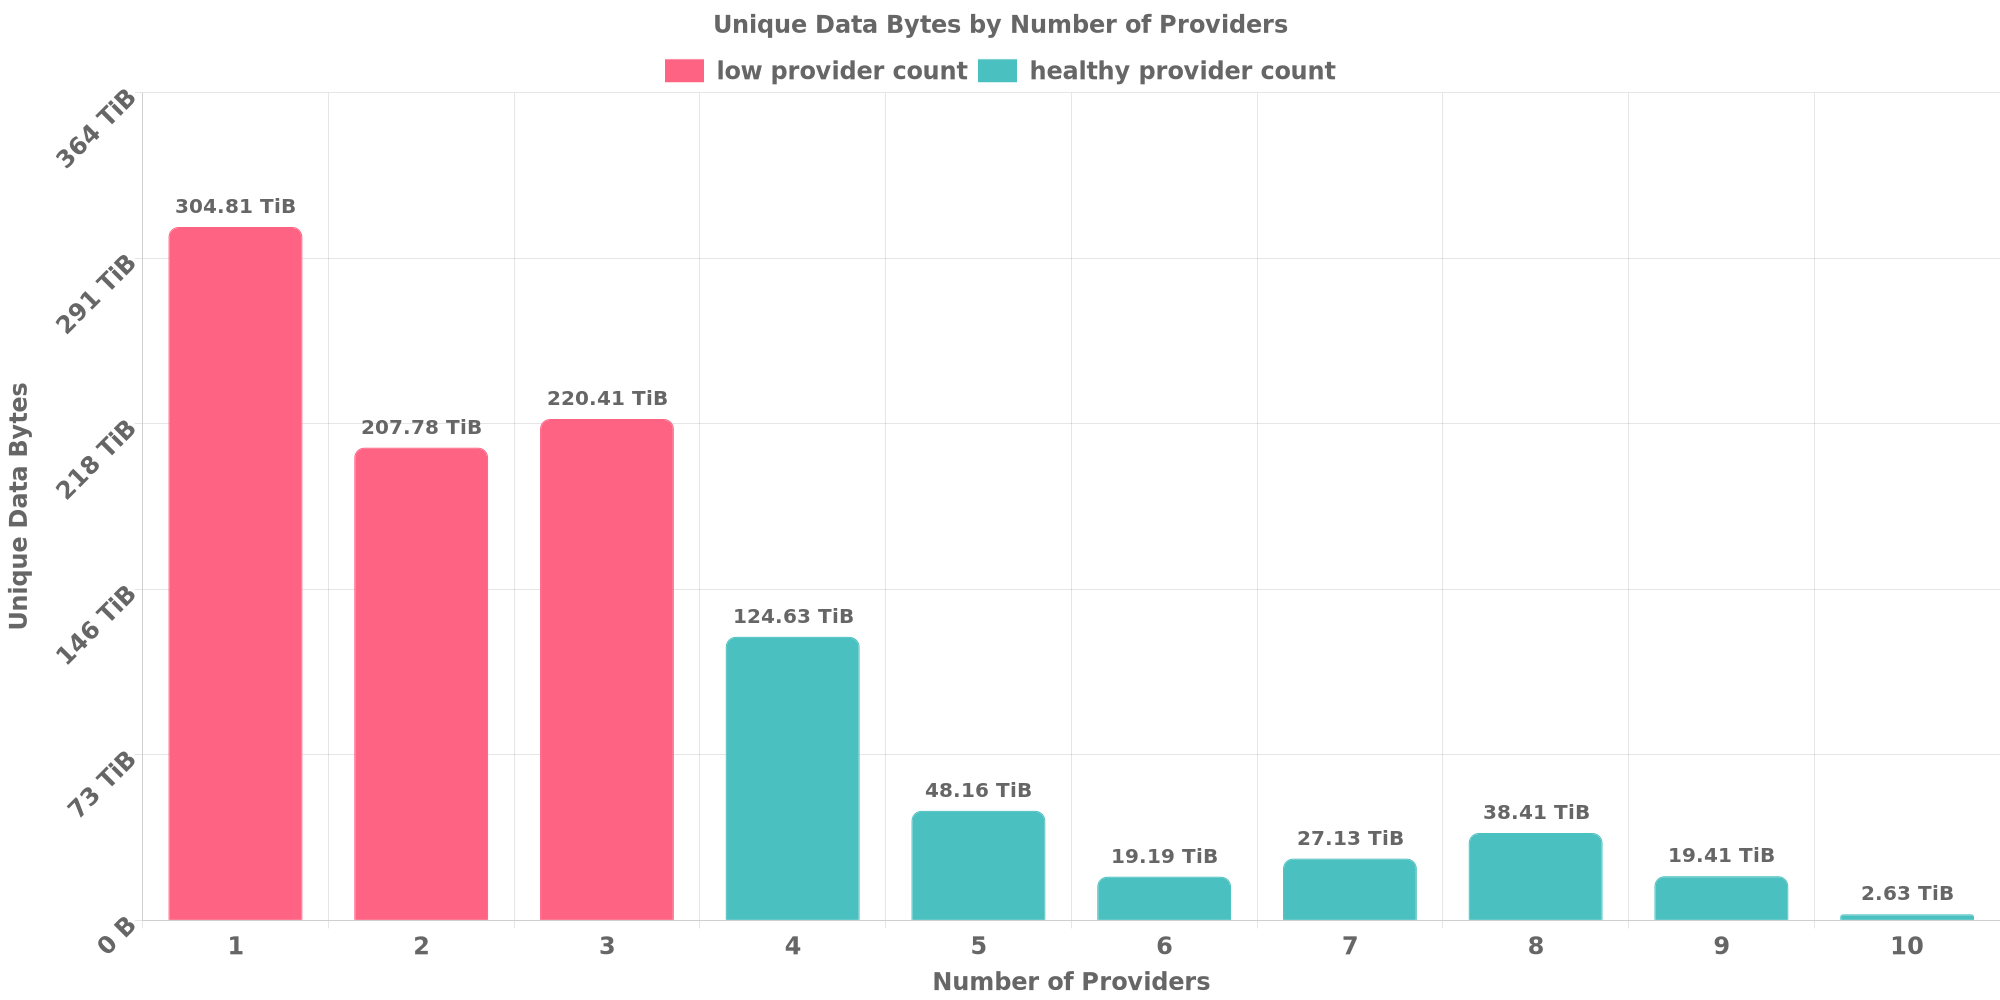 Unique Data Bytes by Number of Providers
low provider count healthy provider count
364 TiB
291 TiB
218 TiB
146 TiB
73 TiB
0 B
Unique Data Bytes
304.81 TiB
207.78 TiB
220.41 TiB
124.63 TiB
48.16 TiB
19.19 TiB
27.13 TiB
38.41 TiB
19.41 TiB
2.63 TiB
1 2 3 4 5 6 7 8 9 10
Number of Providers